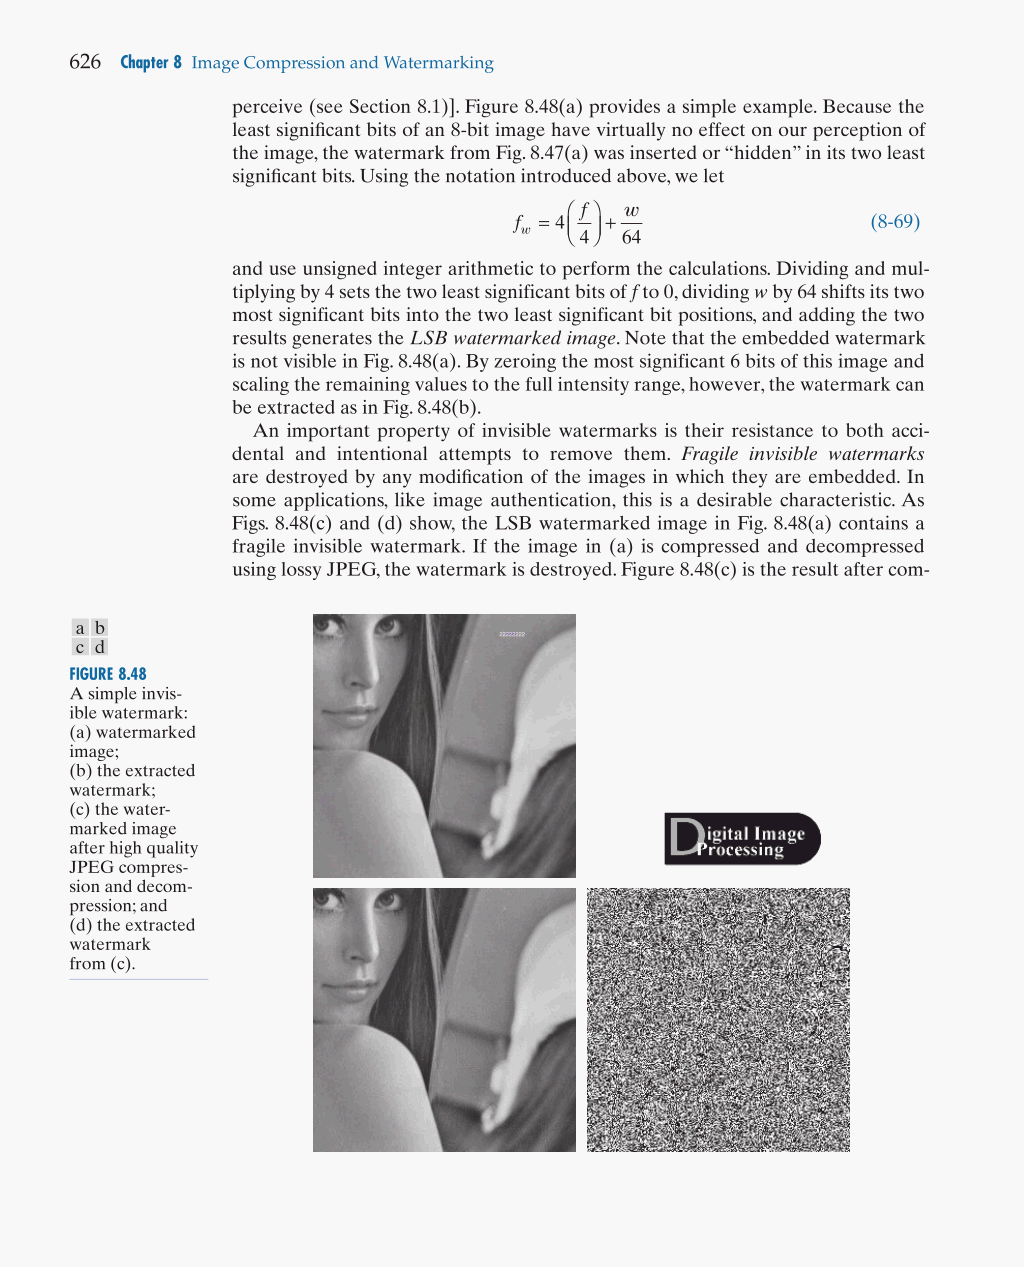 626 Chapter 8 Image Compression and Watermarking
perceive (see Section 8.1)]. Figure 8.48(a) provides a simple example. Because the
least significant bits of an 8-bit image have virtually no effect on our perception of
the image, the watermark from Fig. 8.47(a) was inserted or “hidden” in its two least
significant bits. Using the notation introduced above, we let
f_w = 4(f/4) + w/64 (8-69)
and use unsigned integer arithmetic to perform the calculations. Dividing and mul-
tiplying by 4 sets the two least significant bits of f to 0, dividing w by 64 shifts its two
most significant bits into the two least significant bit positions, and adding the two
results generates the LSB watermarked image. Note that the embedded watermark
is not visible in Fig. 8.48(a). By zeroing the most significant 6 bits of this image and
scaling the remaining values to the full intensity range, however, the watermark can
be extracted as in Fig. 8.48(b).
An important property of invisible watermarks is their resistance to both acci-
dental and intentional attempts to remove them. Fragile invisible watermarks
are destroyed by any modification of the images in which they are embedded. In
some applications, like image authentication, this is a desirable characteristic. As
Figs. 8.48(c) and (d) show, the LSB watermarked image in Fig. 8.48(a) contains a
fragile invisible watermark. If the image in (a) is compressed and decompressed
using lossy JPEG, the watermark is destroyed. Figure 8.48(c) is the result after com-
a b
c d
FIGURE 8.48
A simple invis-
ible watermark:
(a) watermarked
image;
(b) the extracted
watermark;
(c) the water-
marked image
after high quality
JPEG compres-
sion and decom-
pression; and
(d) the extracted
watermark
from (c).
Digital Image
Processing